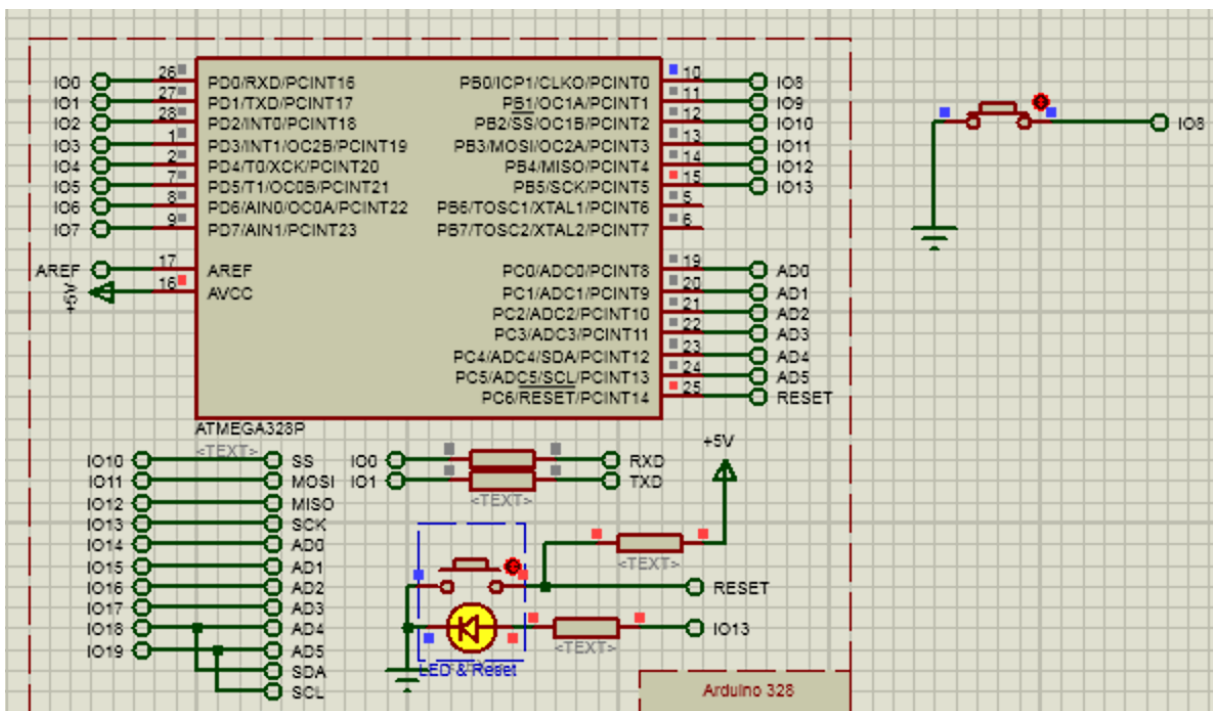 IO0 26 PD0/RXD/PCINT16 PB0/ICP1/CLKO/PCINT0 10 IO8
IO1 27 PD1/TXD/PCINT17 PB1/OC1A/PCINT1 11 IO9
IO2 28 PD2/INT0/PCINT18 PB2/SS/OC1B/PCINT2 12 IO10
IO8
IO3 1 PD3/INT1/OC2B/PCINT19 PB3/MOSI/OC2A/PCINT3 13 IO11
IO4 2 PD4/T0/XCK/PCINT20 PB4/MISO/PCINT4 14 IO12
IO5 7 PD5/T1/OC0B/PCINT21 PB5/SCK/PCINT5 15 IO13
IO6 8 PD6/AIN0/OC0A/PCINT22 PB6/TOSC1/XTAL1/PCINT6 5
IO7 9 PD7/AIN1/PCINT23 PB7/TOSC2/XTAL2/PCINT7 6
AREF 17 AREF PC0/ADC0/PCINT8 19 AD0
+5V 16 AVCC PC1/ADC1/PCINT9 20 AD1
PC2/ADC2/PCINT10 21 AD2
PC3/ADC3/PCINT11 22 AD3
PC4/ADC4/SDA/PCINT12 23 AD4
PC5/ADC5/SCL/PCINT13 24 AD5
PC6/RESET/PCINT14 25 RESET
ATMEGA328P
<TEXT>
+5V
IO10 SS IO0 RXD
IO11 MOSI IO1 TXD
IO12 MISO <TEXT>
IO13 SCK
IO14 AD0
IO15 AD1 <TEXT>
IO16 AD2 RESET
IO17 AD3
IO18 AD4 IO13
IO19 AD5 <TEXT>
SDA LED & Reset
SCL Arduino 328